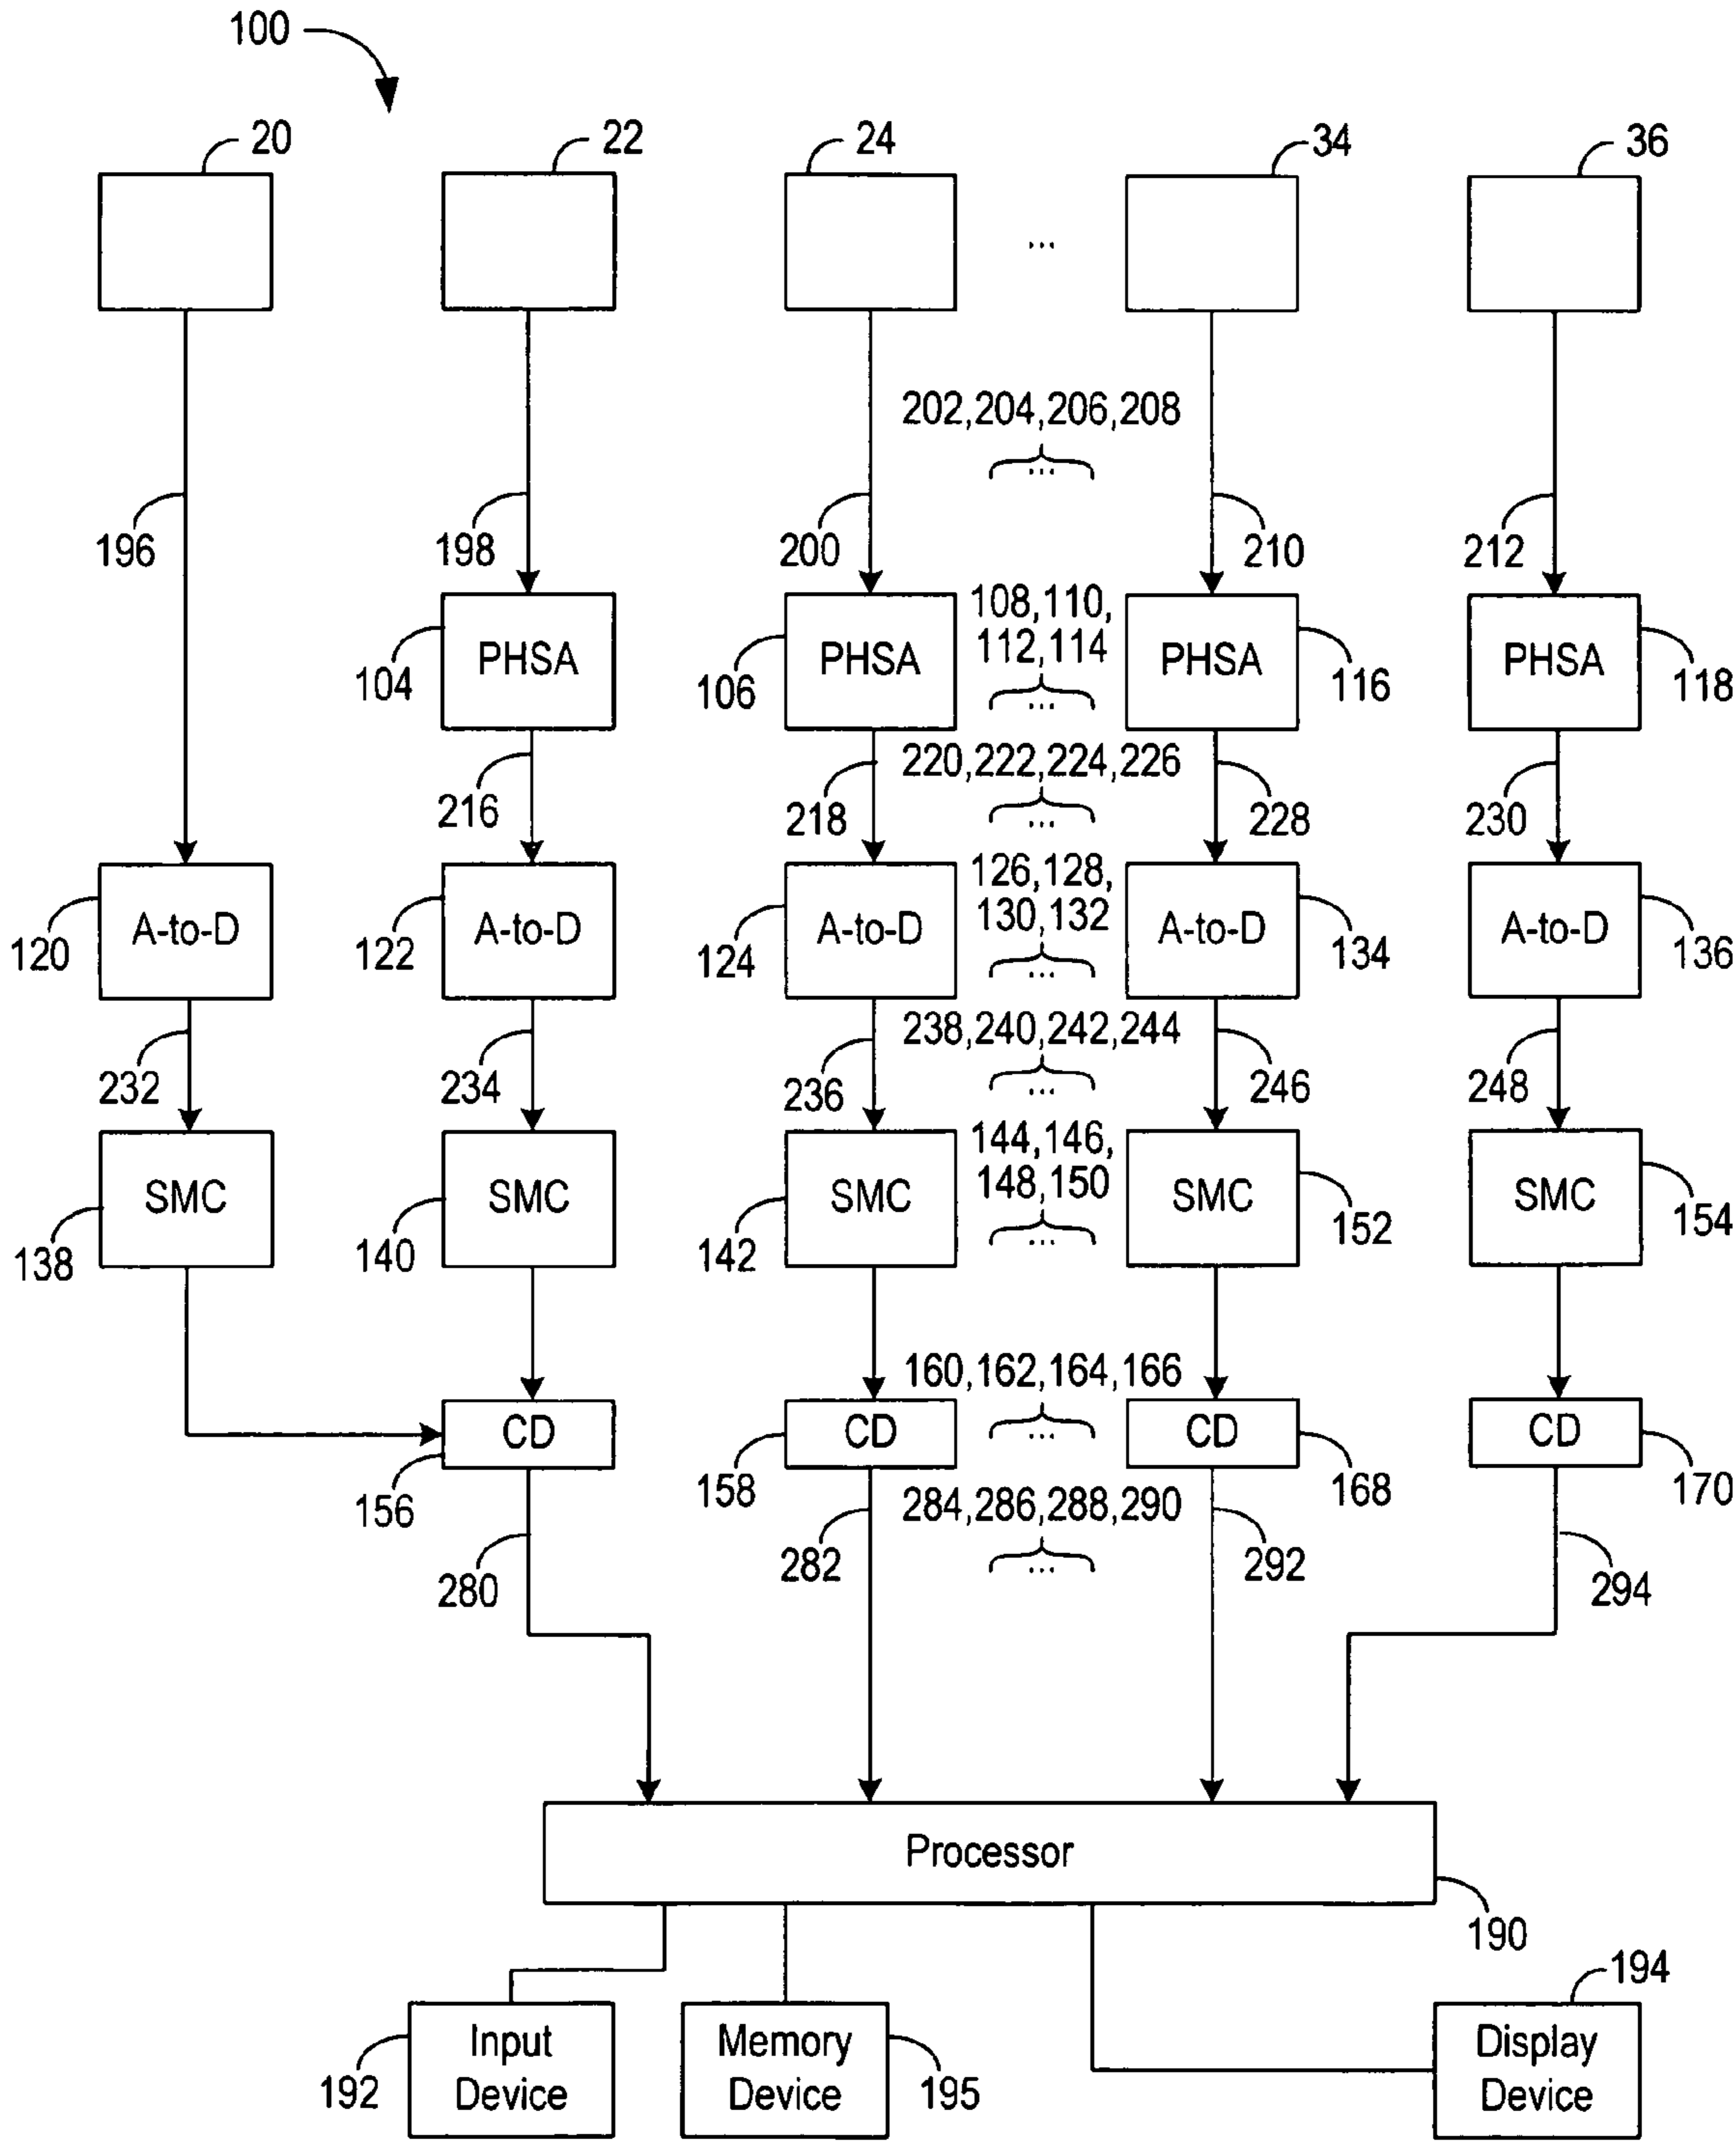 100
20 22 24 34 36
...
202,204,206,208
...
196 198 200 210 212
108,110,
112,114
...
PHSA PHSA PHSA PHSA
104 106 116 118
220,222,224,226
...
216 218 228 230
126,128,
130,132
...
A-to-D A-to-D A-to-D A-to-D A-to-D
120 122 124 134 136
238,240,242,244
...
232 234 236 246 248
144,146,
148,150
...
SMC SMC SMC SMC SMC
138 140 142 152 154
160,162,164,166
...
CD CD CD CD
156 158 168 170
284,286,288,290
...
280 282 292 294
Processor
190
194
Input
Device
192
Memory
Device
195
Display
Device